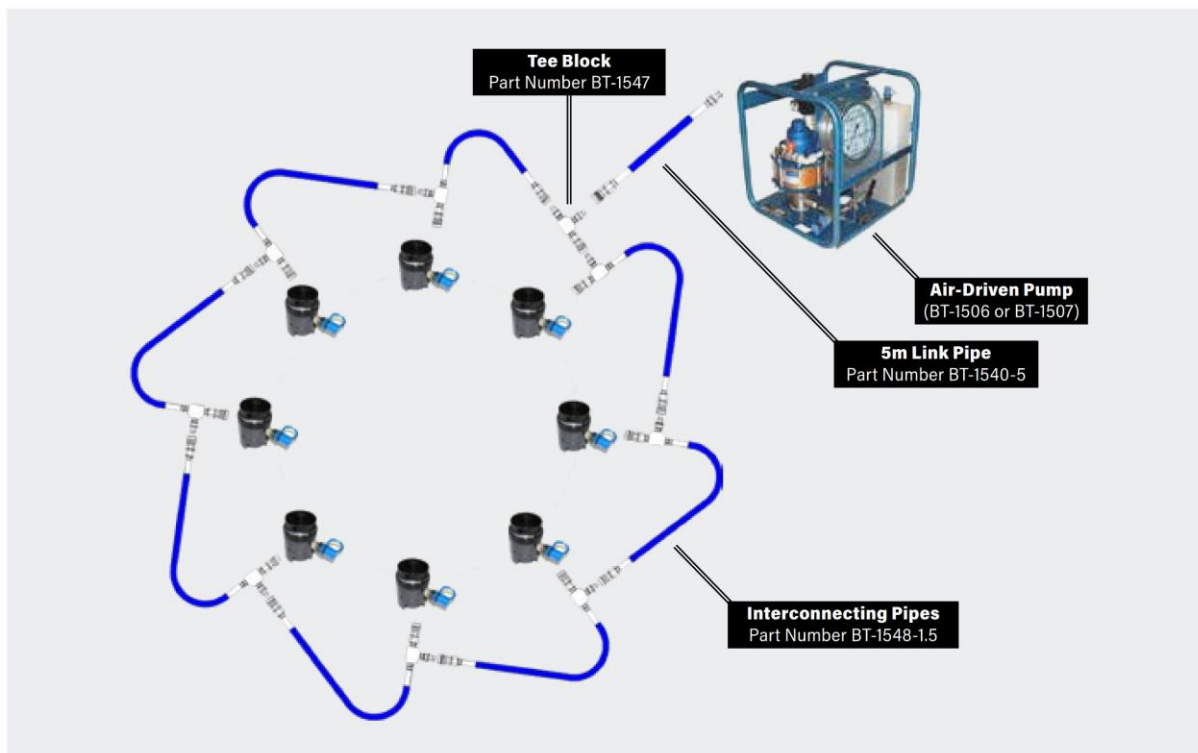 Tee Block
Part Number BT-1547
Air-Driven Pump
(BT-1506 or BT-1507)
5m Link Pipe
Part Number BT-1540-5
Interconnecting Pipes
Part Number BT-1548-1.5